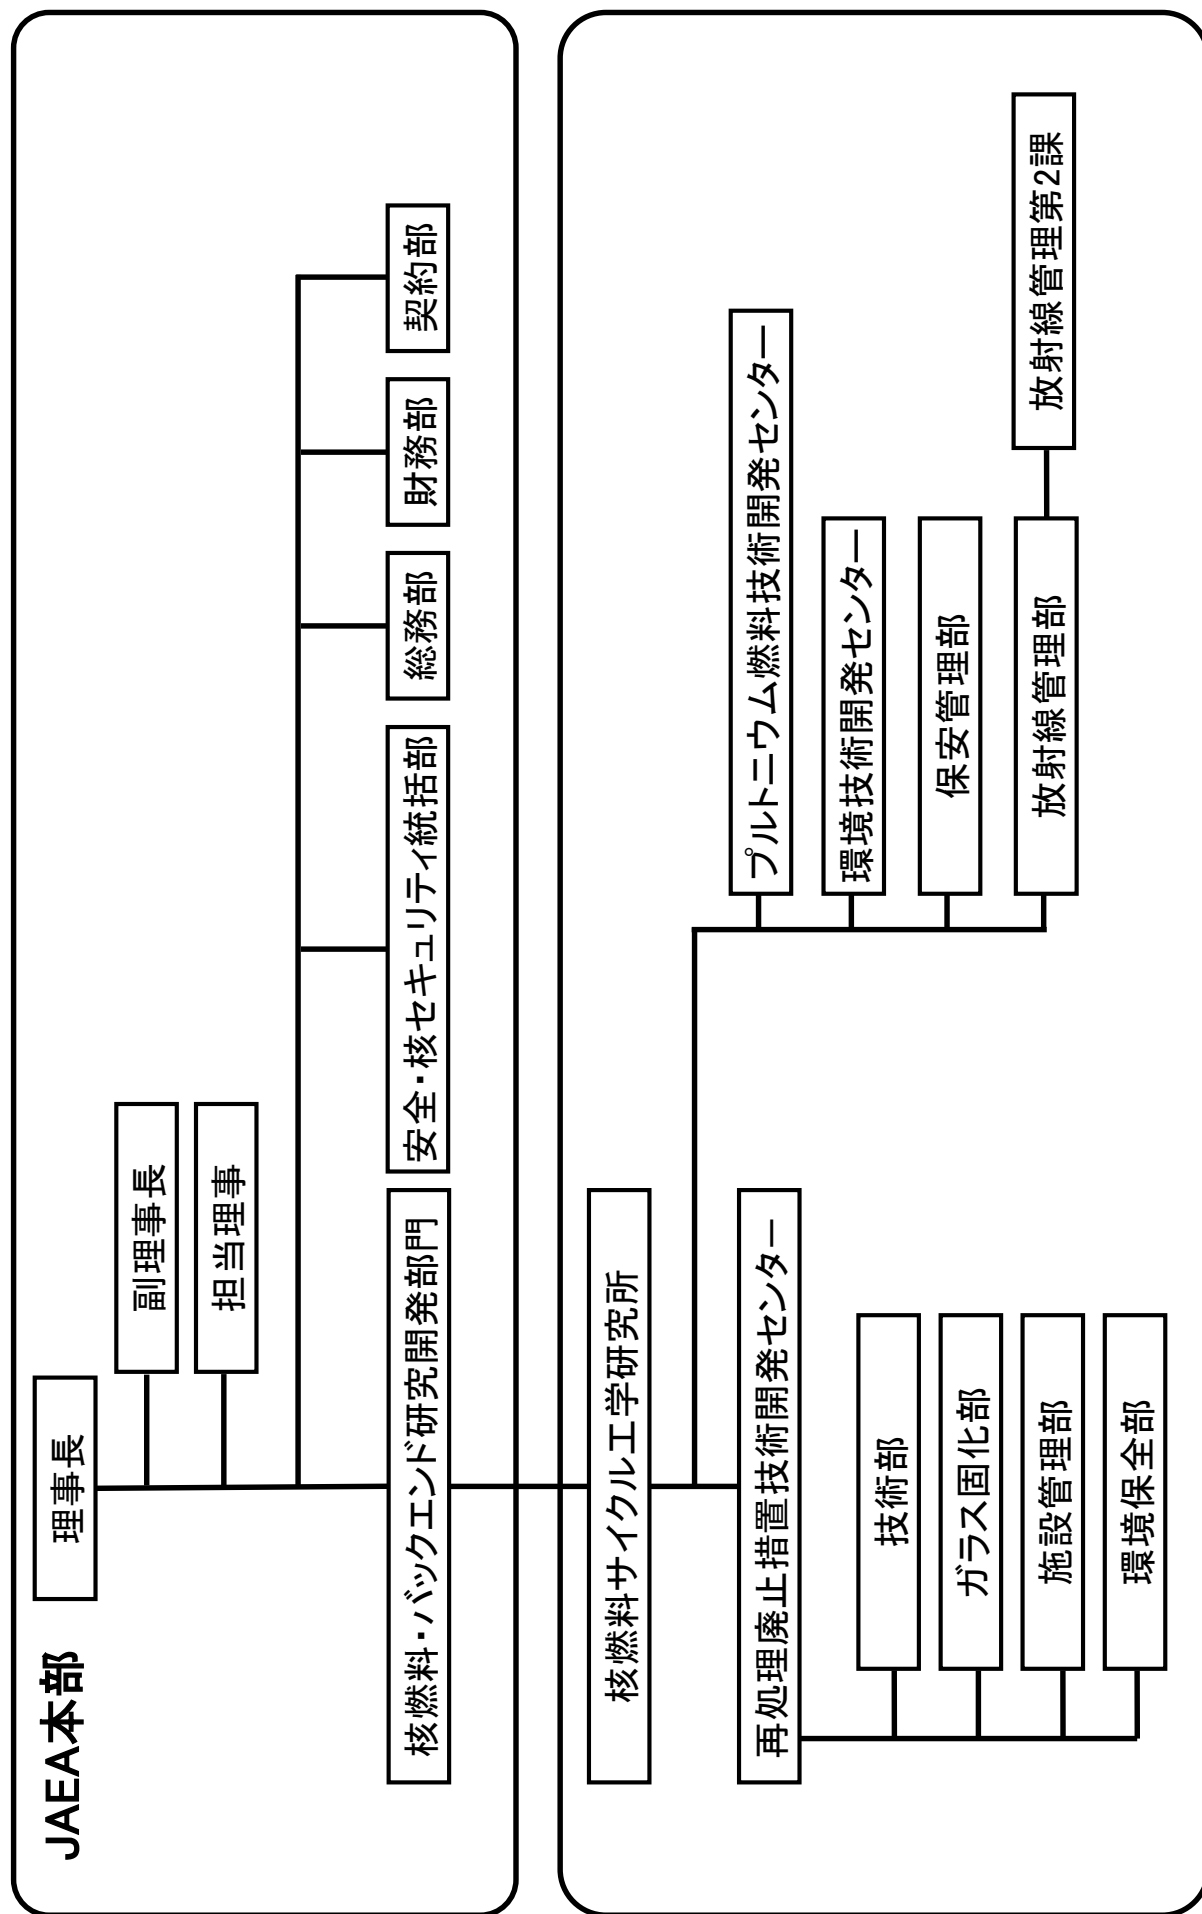 JAEA本部
理事長
副理事長
担当理事
核燃料・バックエンド研究開発部門
安全・核セキュリティ統括部
総務部
財務部
契約部
核燃料サイクル工学研究所
再処理廃止措置技術開発センター
技術部
ガラス固化部
施設管理部
環境保全部
プルトニウム燃料技術開発センター
環境技術開発センター
保安管理部
放射線管理部
放射線管理第2課